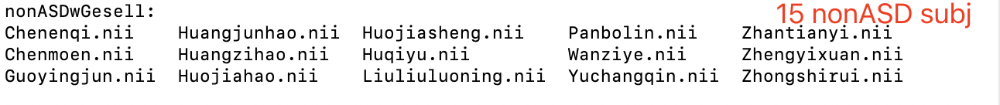 15 nonASD subj
nonASDwGesell:
Chenenqi.nii Huangjunhao.nii Huojiasheng.nii Panbolin.nii Zhantianyi.nii
Chenmoen.nii Huangzihao.nii Huqiyu.nii Wanziye.nii Zhengyixuan.nii
Guoyingjun.nii Huojiahao.nii Liuliuluoning.nii Yuchangqin.nii Zhongshirui.nii